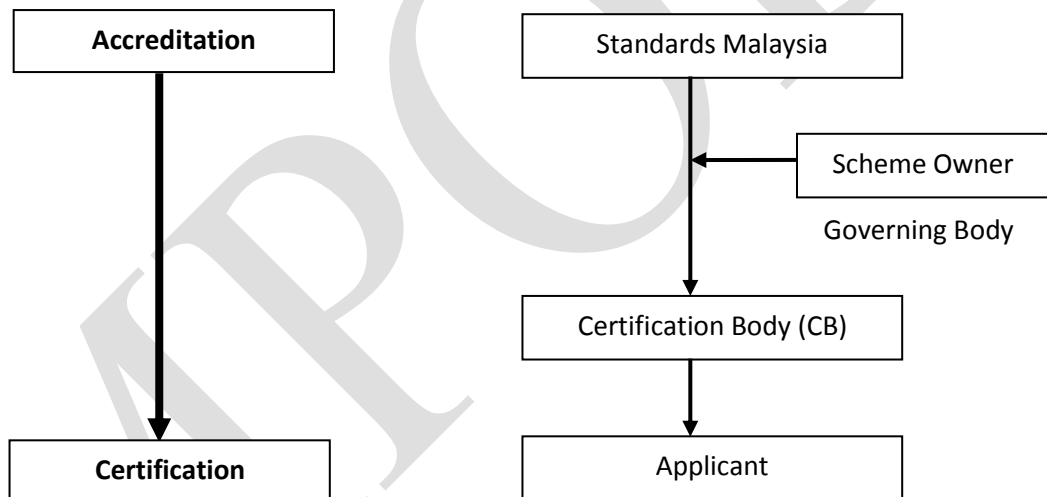 Accreditation
Standards Malaysia
Scheme Owner
Governing Body
Certification Body (CB)
Certification
Applicant